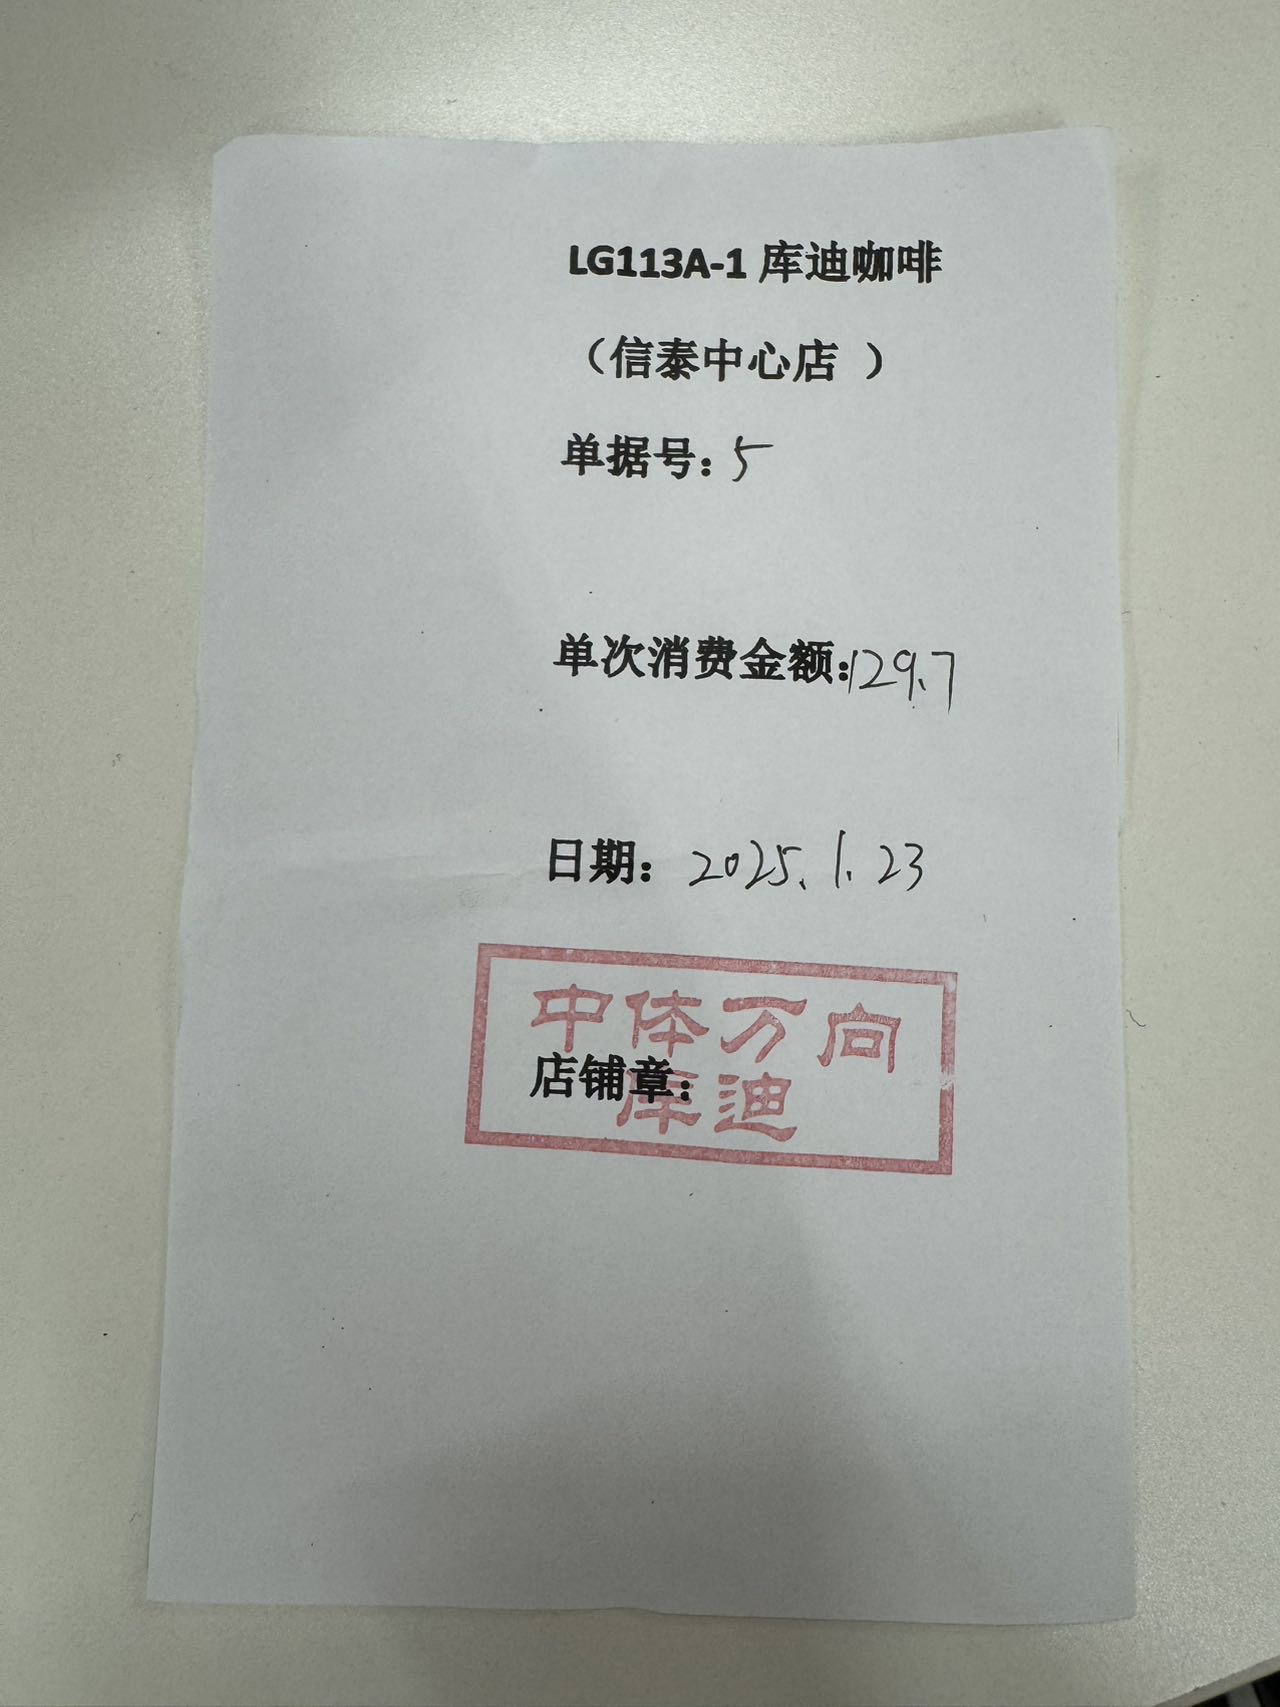 LG113A-1 库迪咖啡
（信泰中心店 ）
单据号：5
单次消费金额：129.7
日期：2025.1.23
中体万向
店铺章：
库迪